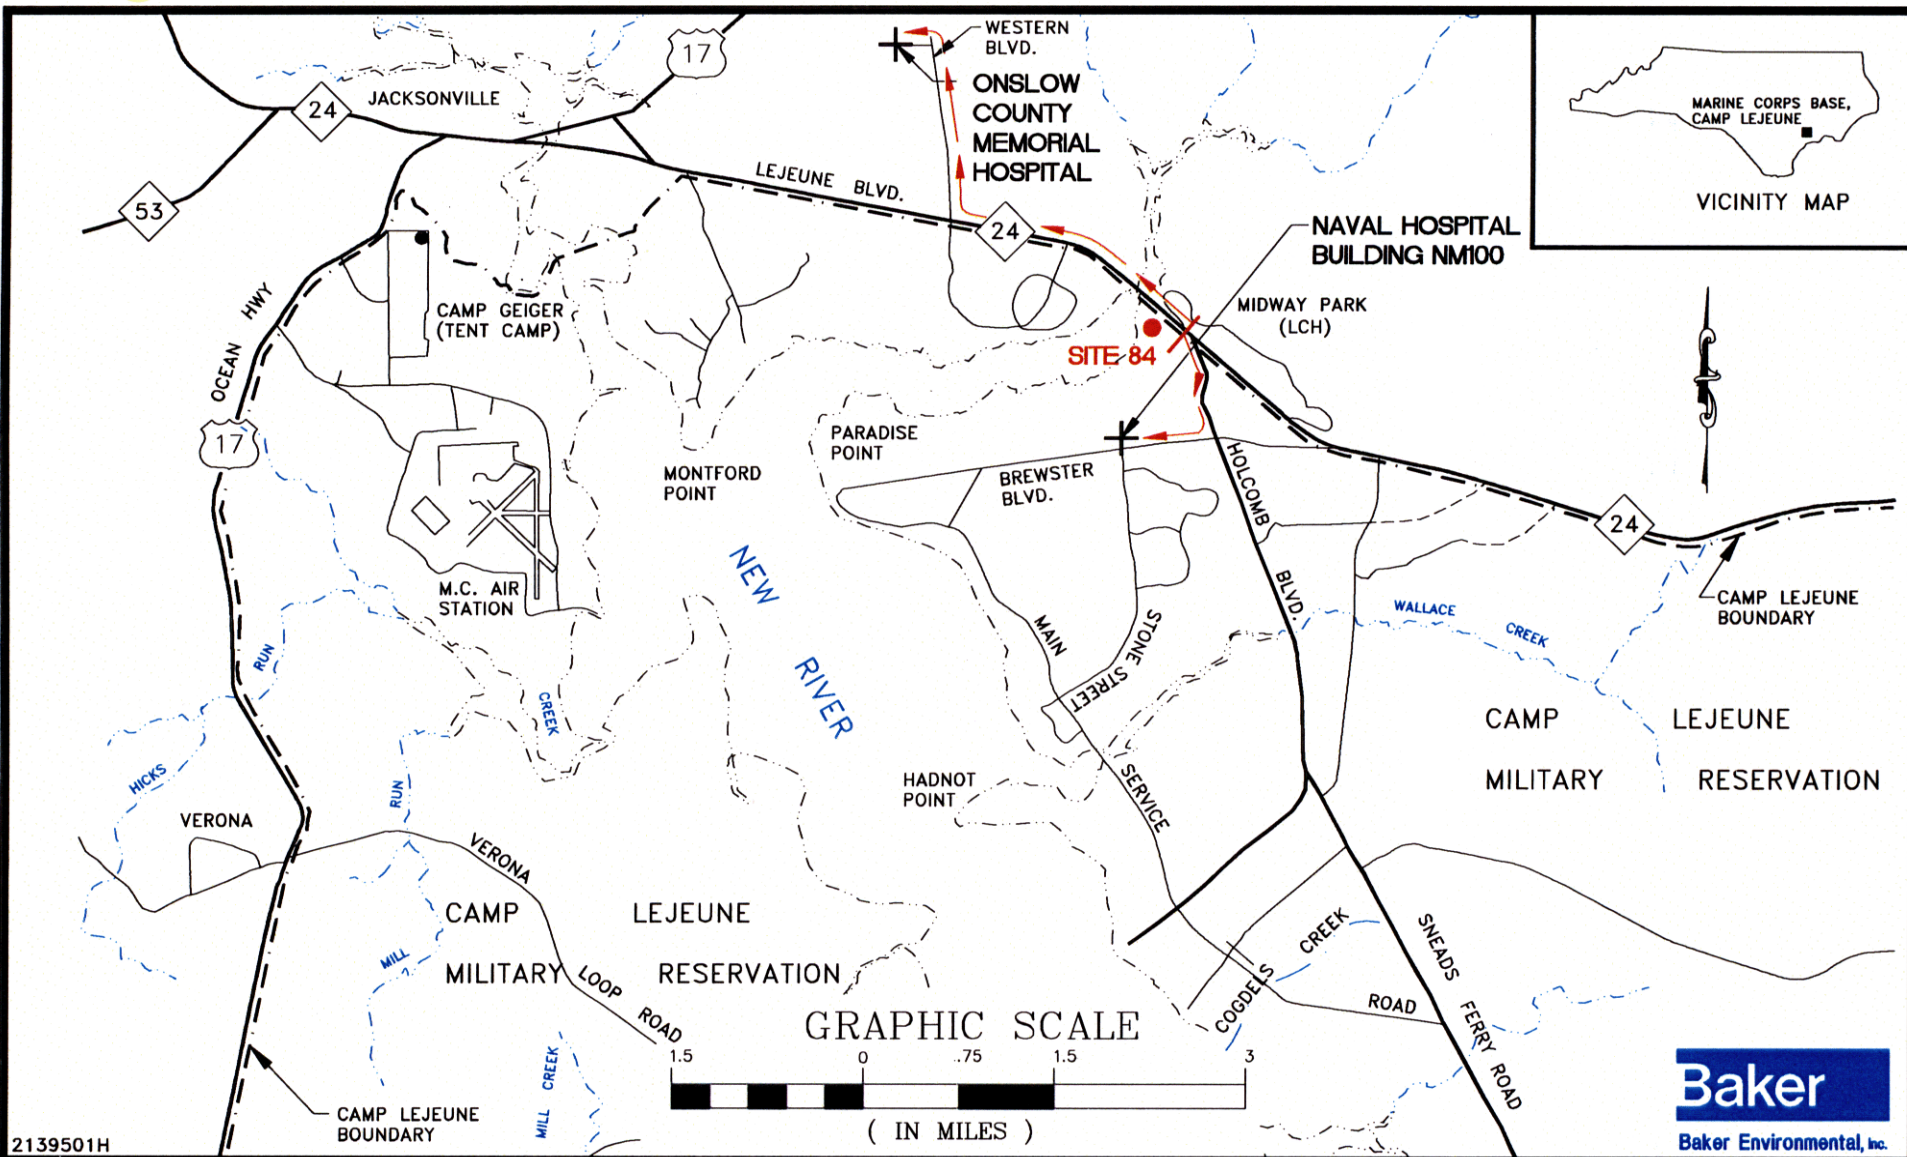 WESTERN
BLVD.
17
ONSLOW
COUNTY
MEMORIAL
HOSPITAL
JACKSONVILLE
24
53
LEJEUNE BLVD.
24
MARINE CORPS BASE,
CAMP LEJEUNE
VICINITY MAP
NAVAL HOSPITAL
BUILDING NM100
MIDWAY PARK
(LCH)
SITE 84
CAMP GEIGER
(TENT CAMP)
OCEAN HWY
17
PARADISE
POINT
MONTFORD
POINT
BREWSTER
BLVD.
HOLCOMB BLVD.
24
M.C. AIR
STATION
NEW RIVER
MAIN SERVICE ROAD
STONE STREET
WALLACE CREEK
CAMP LEJEUNE
BOUNDARY
CAMP LEJEUNE
MILITARY RESERVATION
HICKS RUN
CREEK
MILL RUN
VERONA
HADNOT
POINT
VERONA LOOP ROAD
CAMP LEJEUNE
MILITARY RESERVATION
COGDELS CREEK
SNEADS FERRY ROAD
MILL CREEK
CAMP LEJEUNE
BOUNDARY
GRAPHIC SCALE
1.5 0 .75 1.5 3
( IN MILES )
2139501H
Baker
Baker Environmental, Inc.